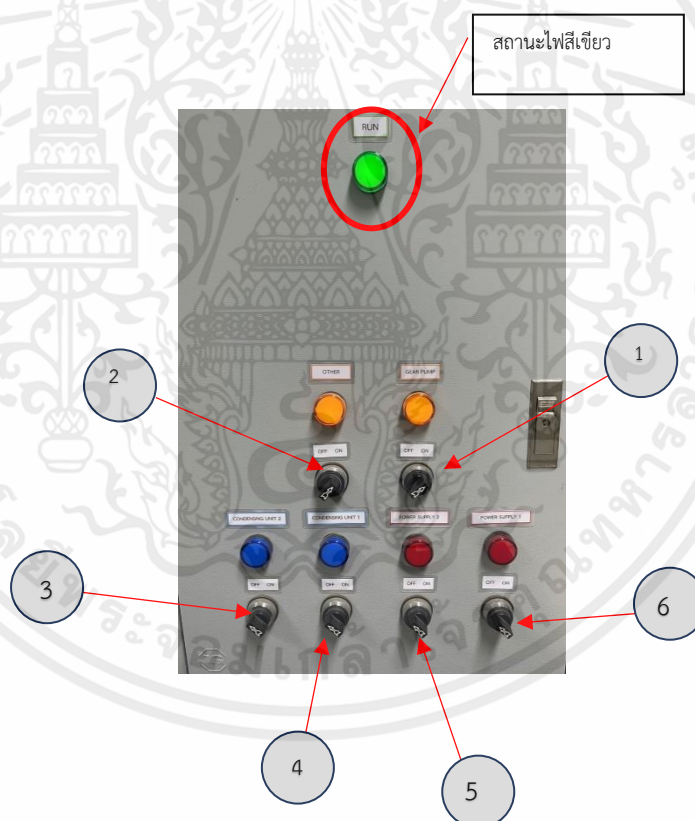 สถานะไฟสีเขียว
RUN
1
2
OTHER
GEAR PUMP
OFF ON
OFF ON
CONDENSING UNIT 2
CONDENSING UNIT 1
POWER SUPPLY 2
POWER SUPPLY 1
OFF ON
OFF ON
OFF ON
OFF ON
3
6
4
5